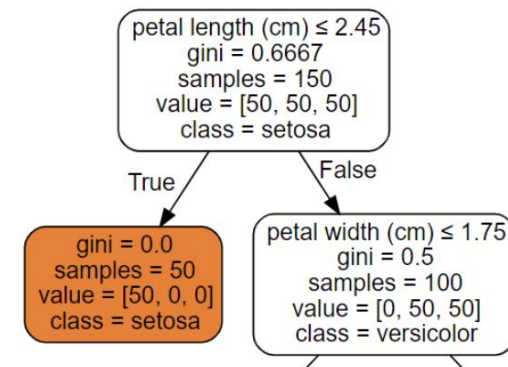 petal length (cm) ≤ 2.45
gini = 0.6667
samples = 150
value = [50, 50, 50]
class = setosa
True
False
gini = 0.0
samples = 50
value = [50, 0, 0]
class = setosa
petal width (cm) ≤ 1.75
gini = 0.5
samples = 100
value = [0, 50, 50]
class = versicolor